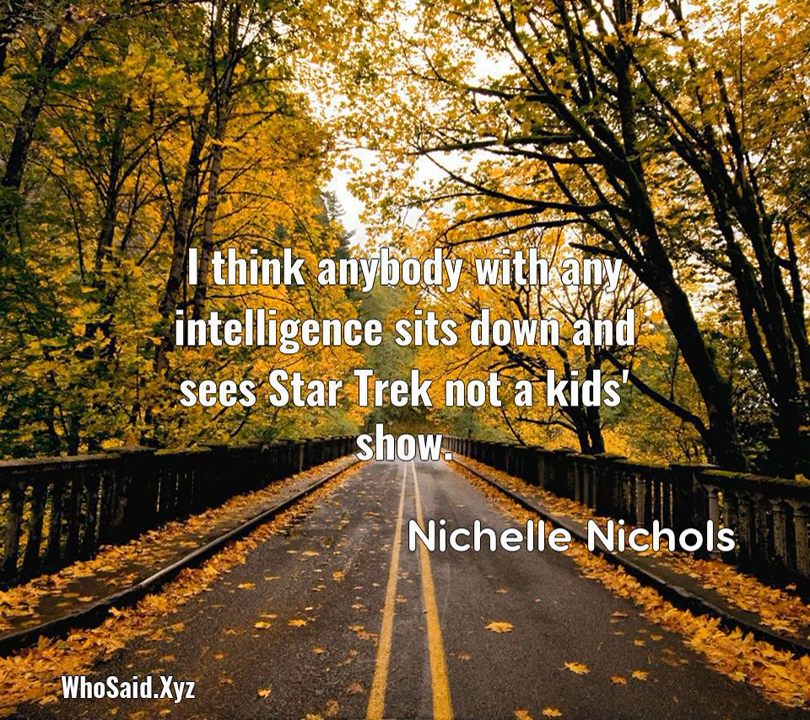 I think anybody with any
intelligence sits down and
sees Star Trek not a kids'
show.
Nichelle Nichols
WhoSaid.Xyz